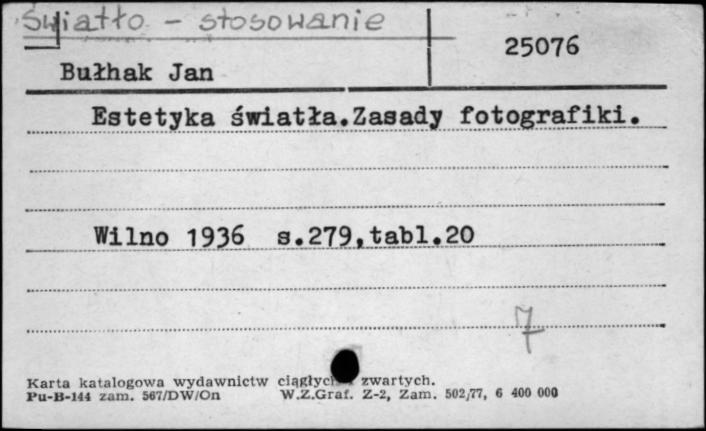 Światło - stosowanie
25076
Bułhak Jan
Estetyka światła.Zasady fotografiki.
Wilno 1936 s.279,tabl.20
7
Karta katalogowa wydawnictw zwartych.
Pu-B-144 zam. 567/DW/On W.Z.Graf. Z-2, Zam. 502/77, 6 400 000